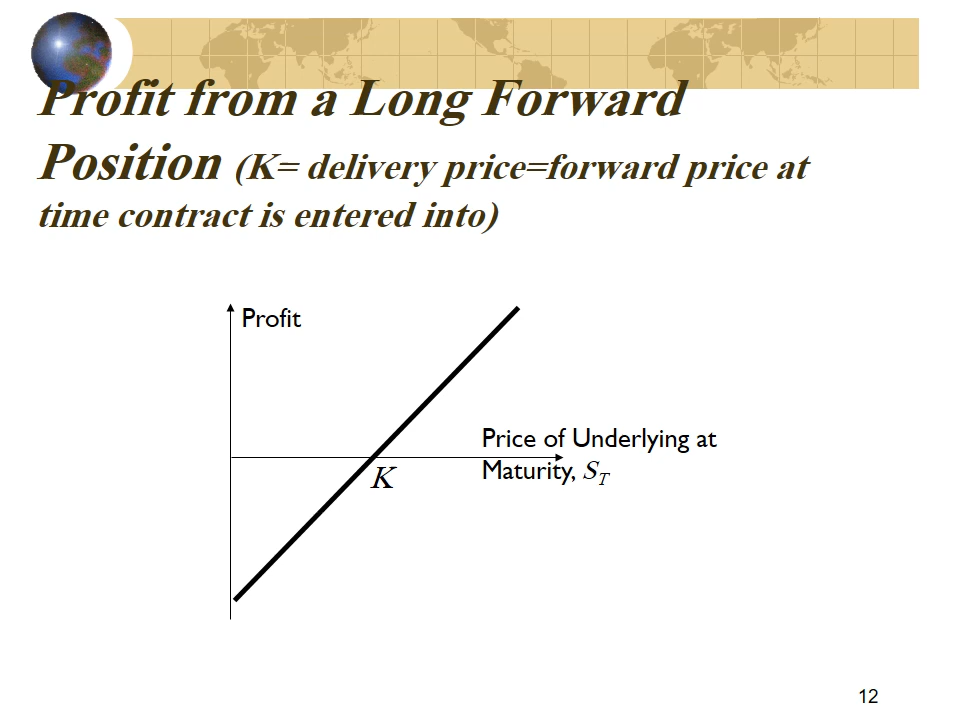 Profit from a Long Forward
Position (K= delivery price=forward price at
time contract is entered into)
Profit
Price of Underlying at
Maturity, S_T
K
12